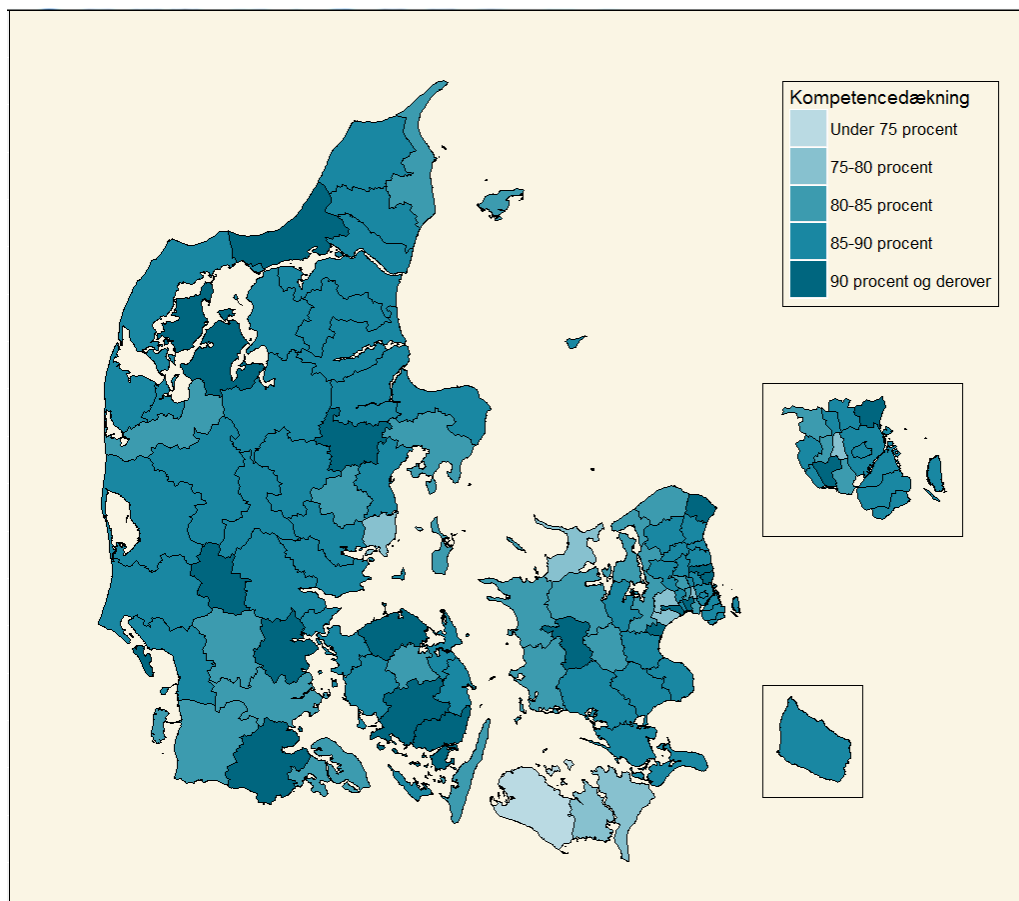 Kompetencedækning
Under 75 procent
75-80 procent
80-85 procent
85-90 procent
90 procent og derover